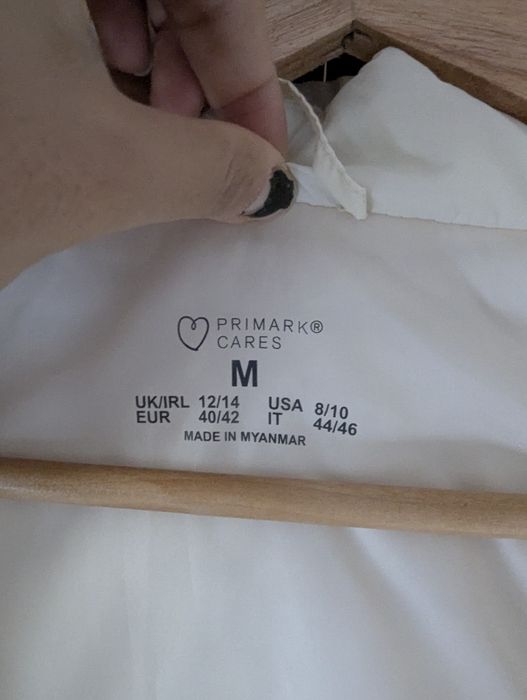 PRIMARK®
CARES
M
UK/IRL 12/14 USA 8/10
EUR 40/42 IT 44/46
MADE IN MYANMAR